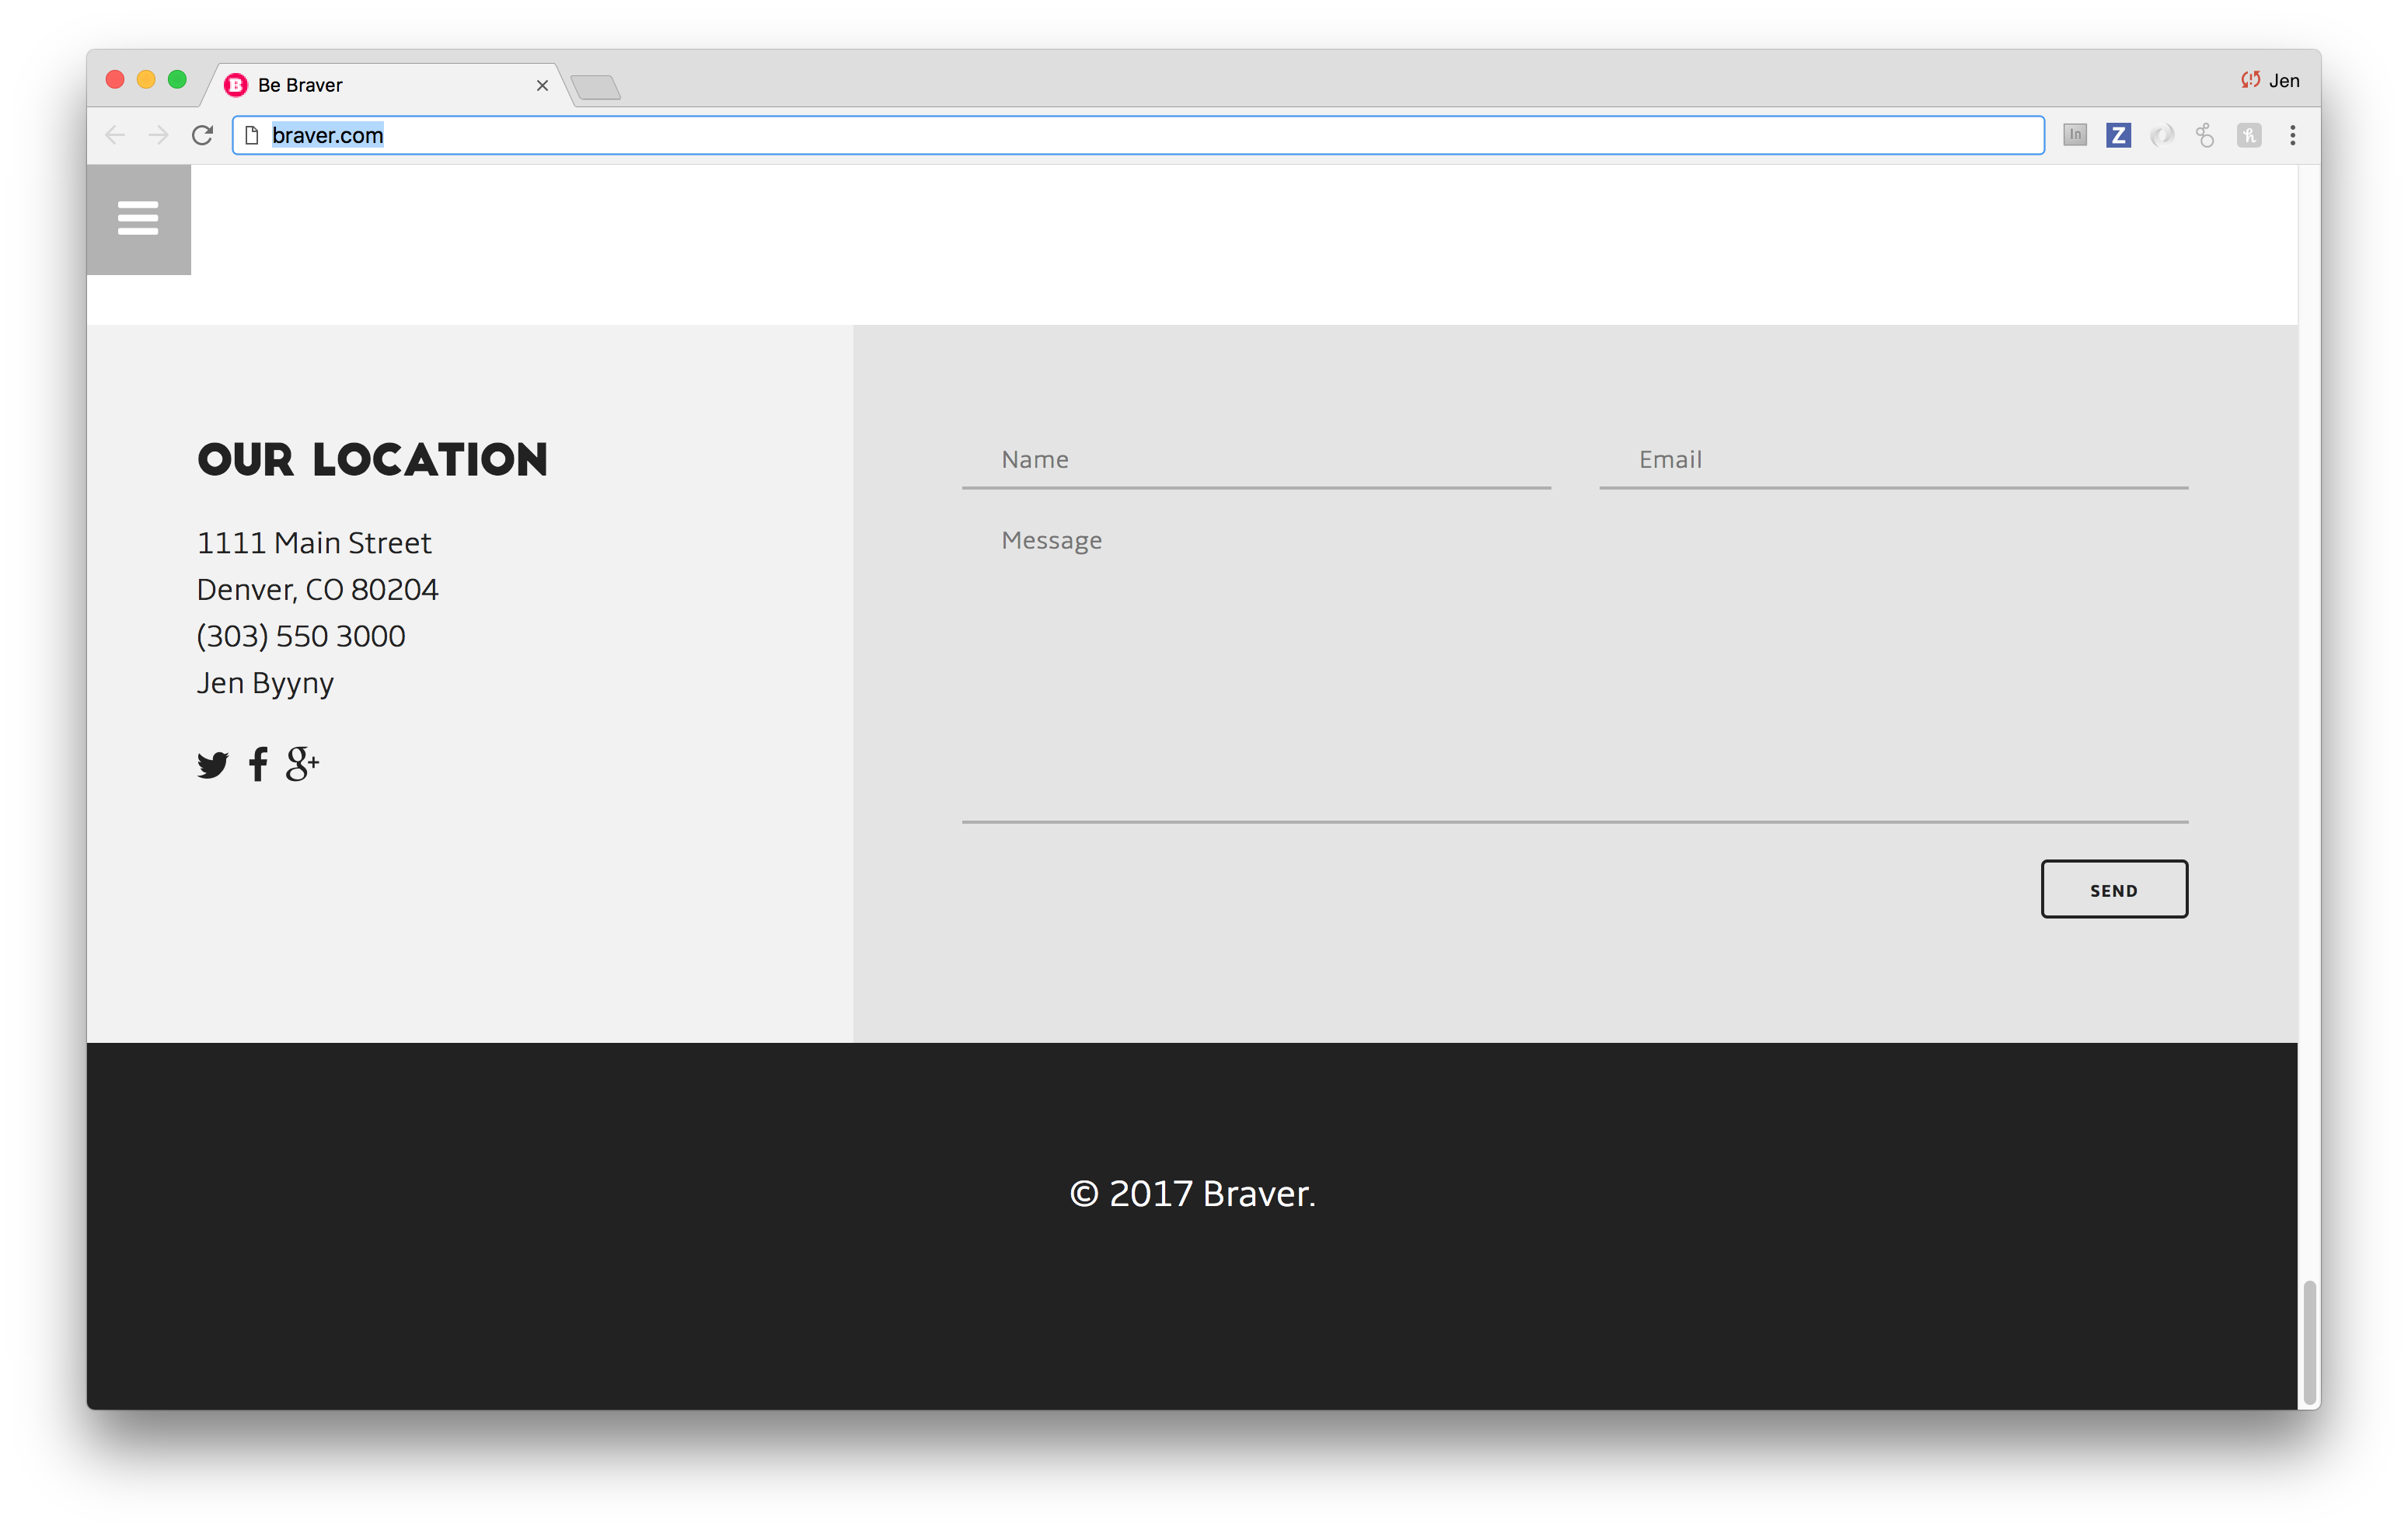 Be Braver
Jen
braver.com
In
Z
OUR LOCATION
1111 Main Street
Denver, CO 80204
(303) 550 3000
Jen Byyny
g+
Name
Email
Message
SEND
© 2017 Braver.